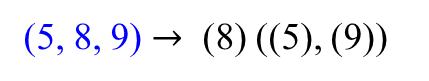 (5, 8, 9) → (8) ((5), (9))